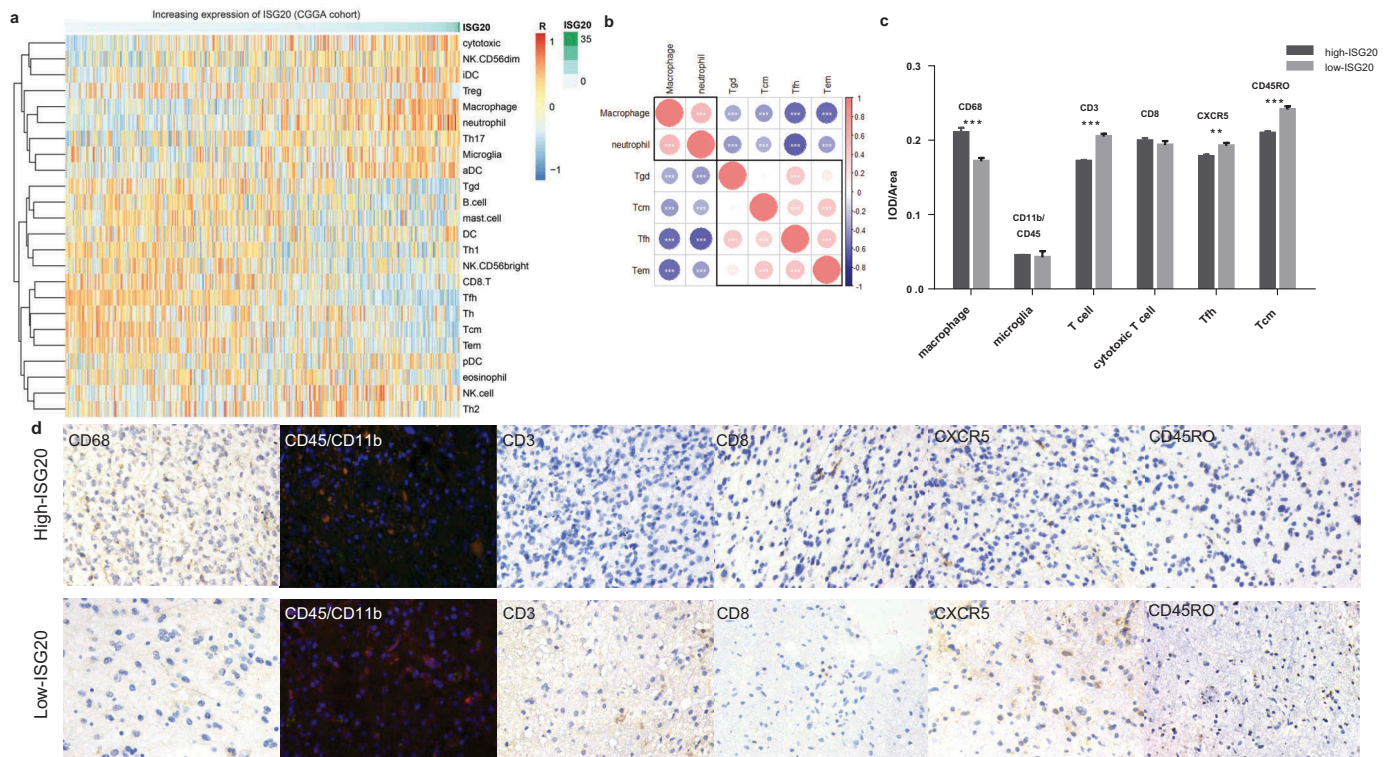 a
Increasing expression of ISG20 (CGGA cohort)
ISG20
cytotoxic
NK.CD56dim
iDC
Treg
Macrophage
neutrophil
Th17
Microglia
aDC
Tgd
B.cell
mast.cell
DC
Th1
NK.CD56bright
CD8.T
Tfh
Th
Tcm
Tem
pDC
eosinophil
NK.cell
Th2
R
1
0
−1
ISG20
35
0
b
Macrophage
neutrophil
Tgd
Tcm
Tfh
Tem
Macrophage
*** *** *** *** ***
neutrophil
*** *** *** *** ***
Tgd
*** *** ***
Tcm
*** *** *** ***
Tfh
*** *** *** *** ***
Tem
*** *** *** ***
1
0.8
0.6
0.4
0.2
0
-0.2
-0.4
-0.6
-0.8
-1
c
high-ISG20
low-ISG20
IOD/Area
0.3
0.2
0.1
0.0
CD68
***
CD11b/
CD45
CD3
***
CD8
CXCR5
**
CD45RO
***
macrophage
microglia
T cell
cytotoxic T cell
Tfh
Tcm
d
High-ISG20
CD68
CD45/CD11b
CD3
CD8
CXCR5
CD45RO
Low-ISG20
CD45/CD11b
CD3
CD8
CXCR5
CD45RO